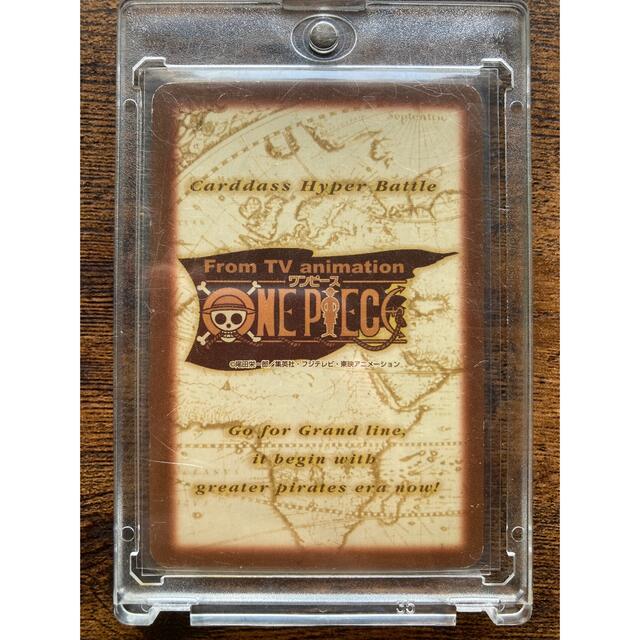 Septentrio
Carddass Hyper Battle
From TV animation
ワンピース
ONE PIECE
©尾田栄一郎/集英社・フジテレビ・東映アニメーション
Go for Grand line,
it begin with
greater pirates era now!